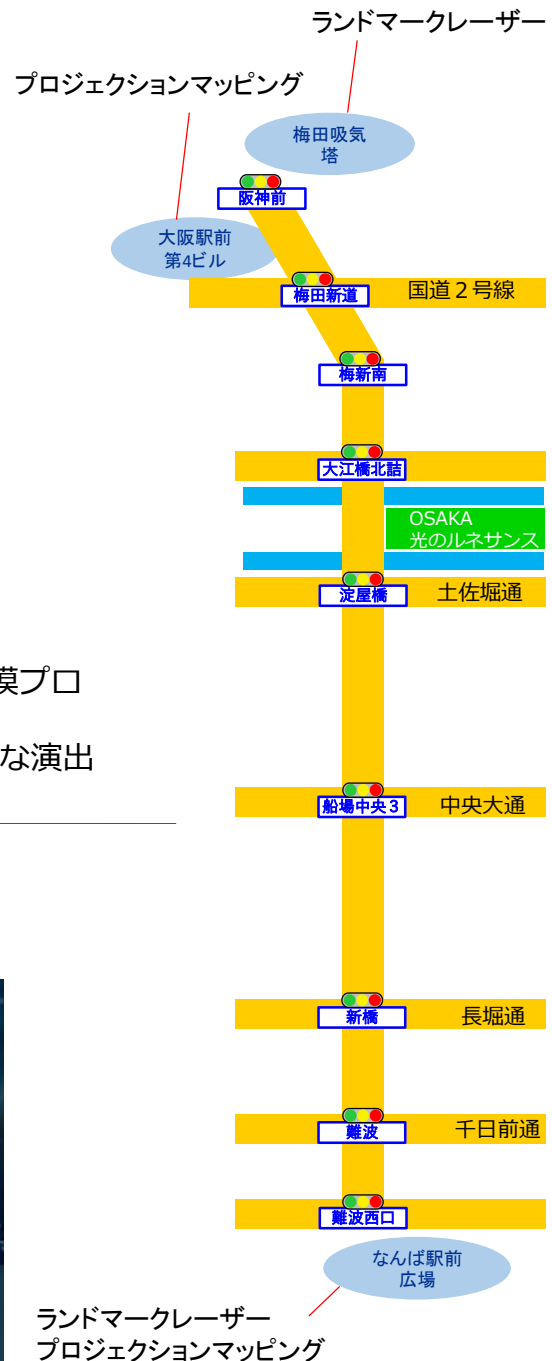 ランドマークレーザー
プロジェクションマッピング
梅田吸気
塔
阪神前
大阪駅前
第4ビル
梅田新道
国道２号線
梅新南
大江橋北詰
OSAKA
光のルネサンス
淀屋橋
土佐堀通
模プロ
な演出
船場中央３
中央大通
新橋
長堀通
難波
千日前通
難波西口
なんば駅前
広場
ランドマークレーザー
プロジェクションマッピング